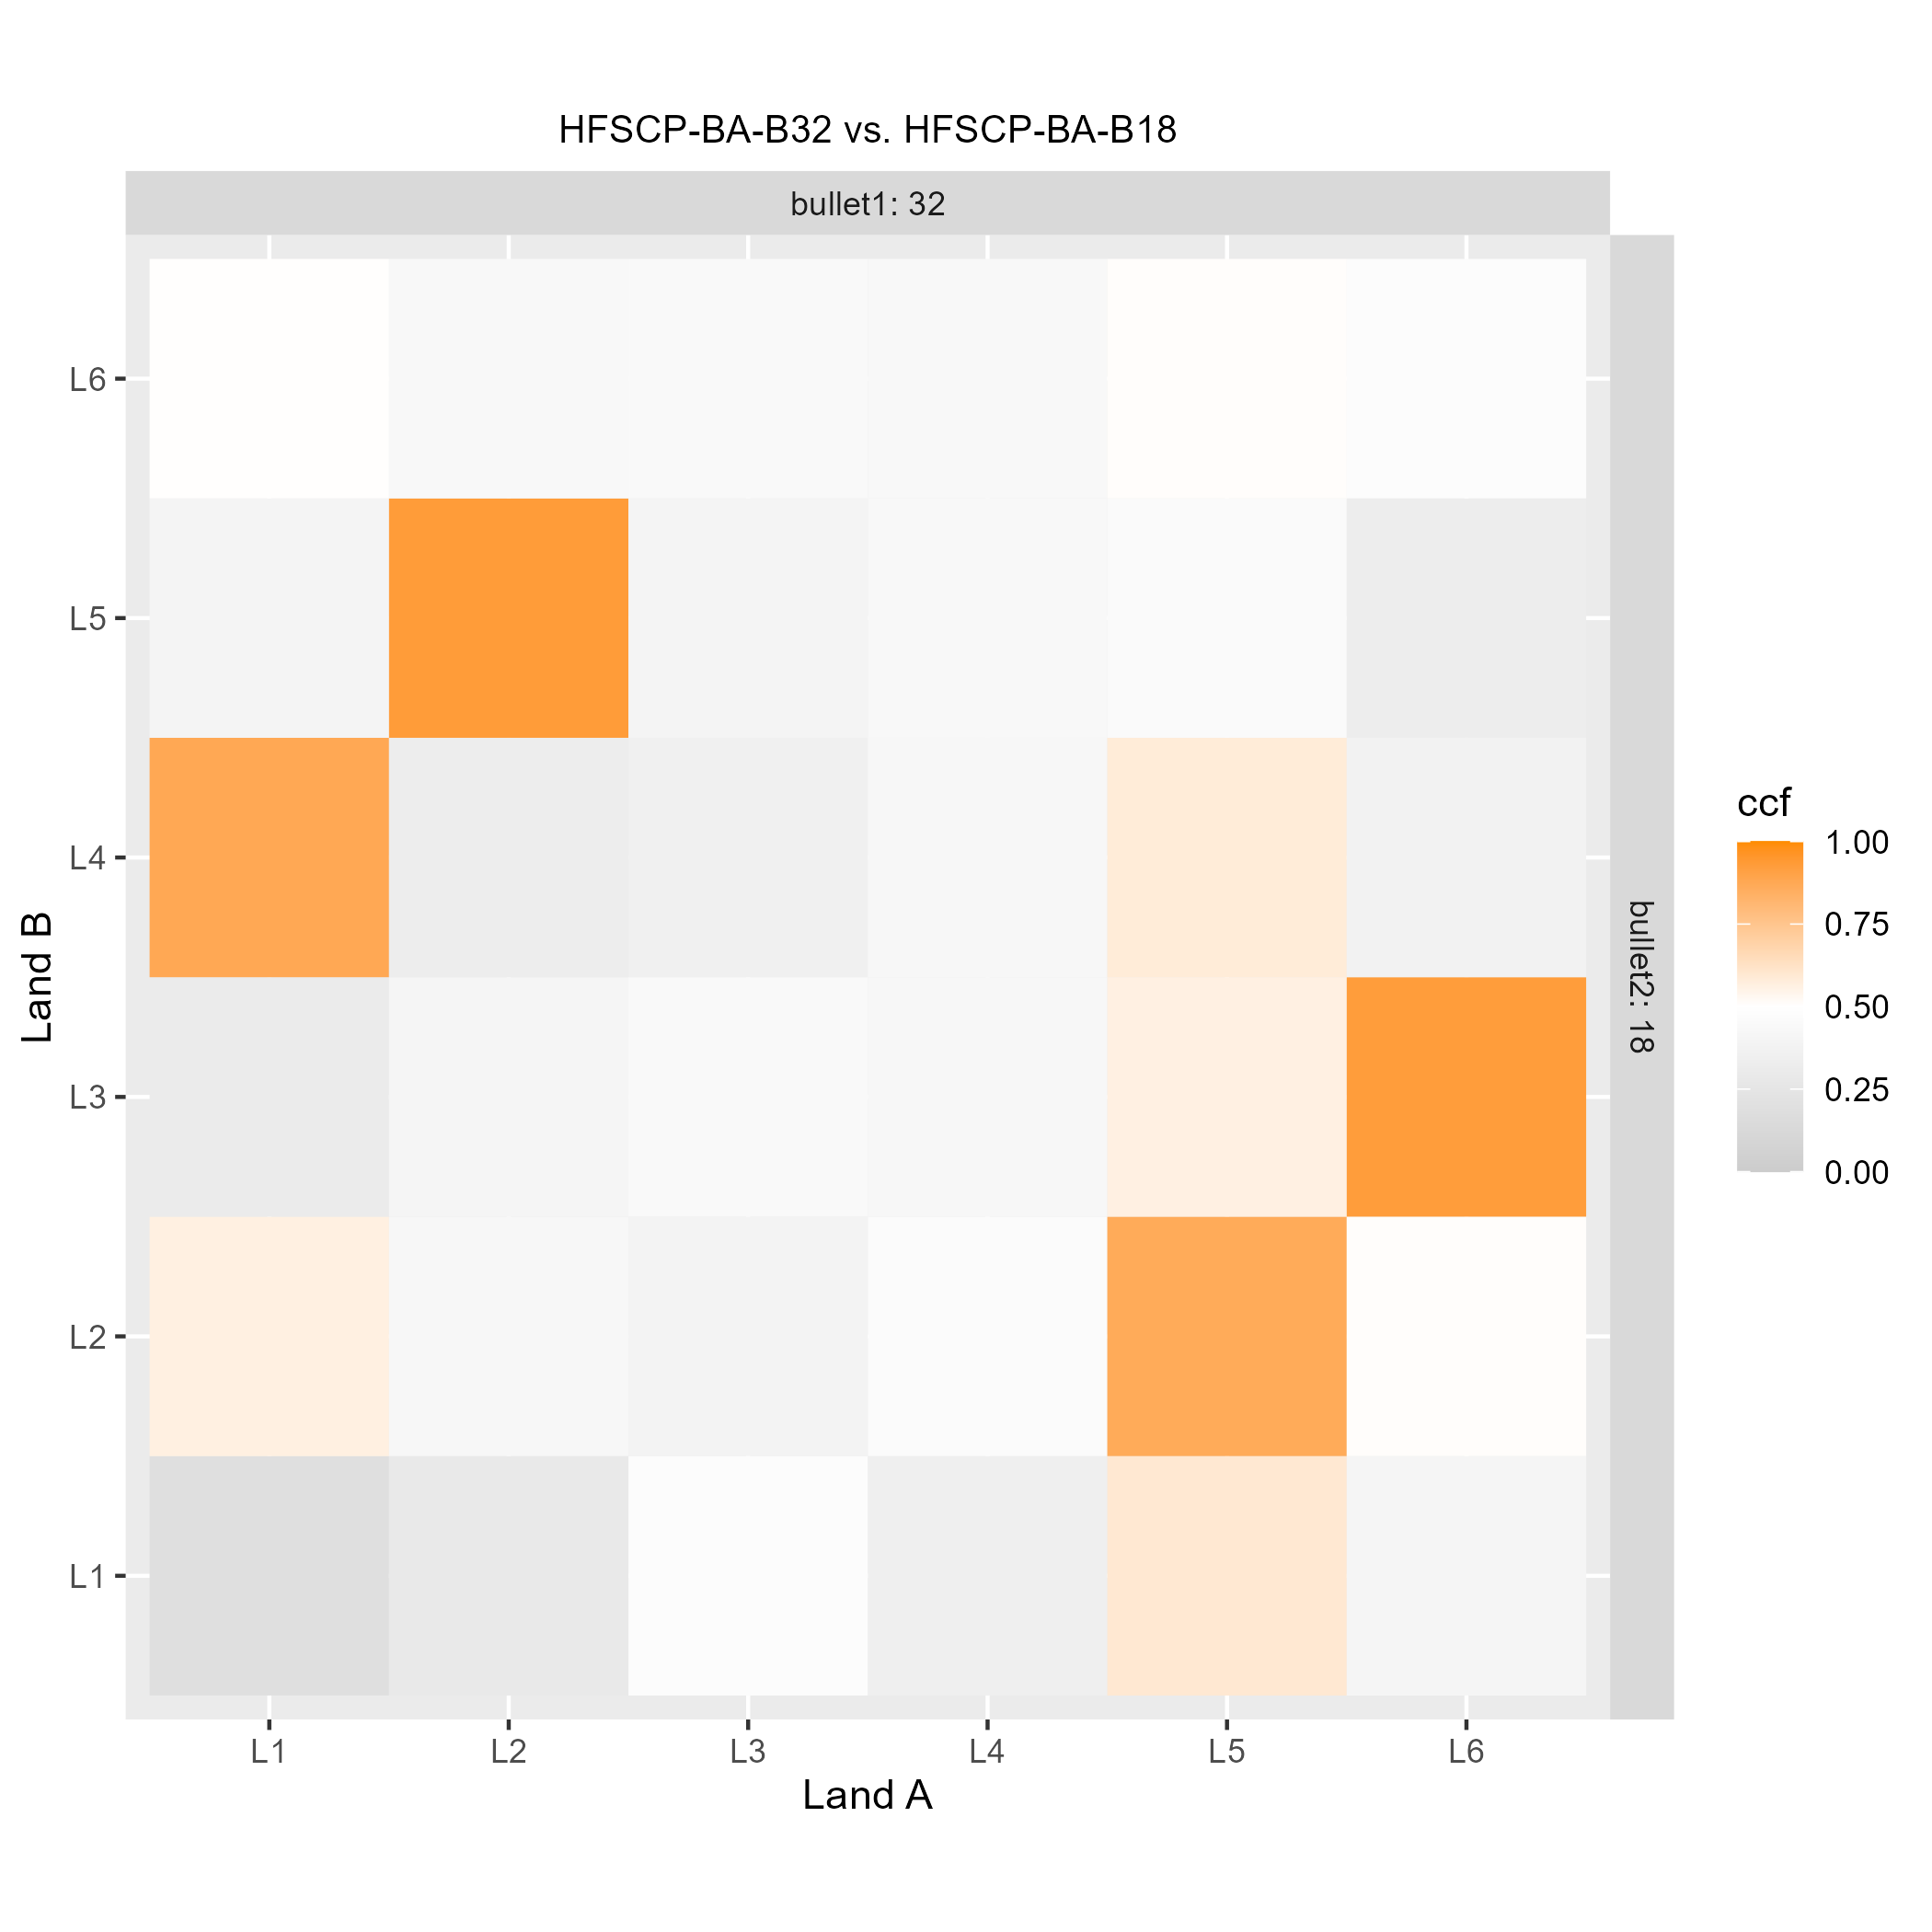 HFSCP-BA-B32 vs. HFSCP-BA-B18
bullet1: 32
L6
L5
L4
L3
L2
L1
Land B
L1
L2
L3
L4
L5
L6
Land A
bullet2: 18
ccf
1.00
0.75
0.50
0.25
0.00